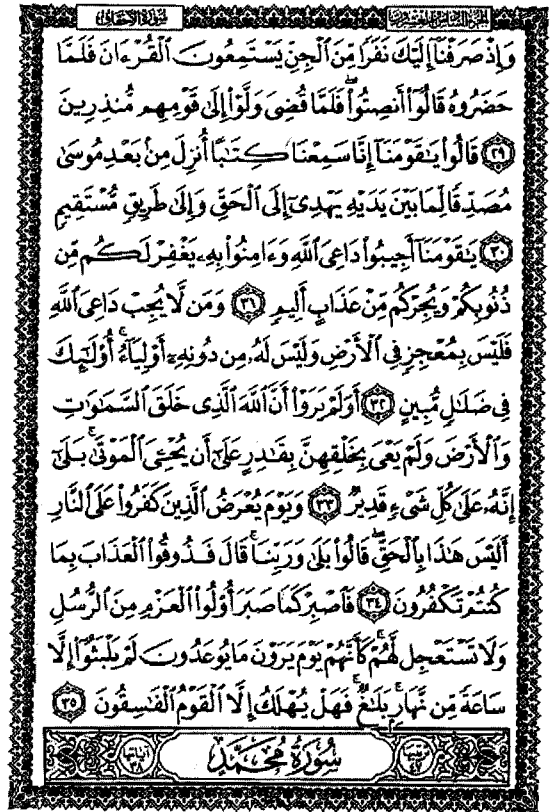 سورة الأحقاف
الجزء السادس والعشرون
وَإِذْ صَرَفْنَآ إِلَيْكَ نَفَرًا مِّنَ ٱلْجِنِّ يَسْتَمِعُونَ ٱلْقُرْءَانَ فَلَمَّا
حَضَرُوهُ قَالُوٓا۟ أَنصِتُوا۟ ۖ فَلَمَّا قُضِىَ وَلَّوْا۟ إِلَىٰ قَوْمِهِم مُّنذِرِينَ
٢٩ قَالُوا۟ يَٰقَوْمَنَآ إِنَّا سَمِعْنَا كِتَٰبًا أُنزِلَ مِنۢ بَعْدِ مُوسَىٰ
مُصَدِّقًا لِّمَا بَيْنَ يَدَيْهِ يَهْدِىٓ إِلَى ٱلْحَقِّ وَإِلَىٰ طَرِيقٍ مُّسْتَقِيمٍ
٣٠ يَٰقَوْمَنَآ أَجِيبُوا۟ دَاعِىَ ٱللَّهِ وَءَامِنُوا۟ بِهِۦ يَغْفِرْ لَكُم مِّن
ذُنُوبِكُمْ وَيُجِرْكُم مِّنْ عَذَابٍ أَلِيمٍ ٣١ وَمَن لَّا يُجِبْ دَاعِىَ ٱللَّهِ
فَلَيْسَ بِمُعْجِزٍ فِى ٱلْأَرْضِ وَلَيْسَ لَهُۥ مِن دُونِهِۦٓ أَوْلِيَآءُ ۚ أُو۟لَٰٓئِكَ
فِى ضَلَٰلٍ مُّبِينٍ ٣٢ أَوَلَمْ يَرَوْا۟ أَنَّ ٱللَّهَ ٱلَّذِى خَلَقَ ٱلسَّمَٰوَٰتِ
وَٱلْأَرْضَ وَلَمْ يَعْىَ بِخَلْقِهِنَّ بِقَٰدِرٍ عَلَىٰٓ أَن يُحْۦِىَ ٱلْمَوْتَىٰ ۚ بَلَىٰٓ
إِنَّهُۥ عَلَىٰ كُلِّ شَىْءٍ قَدِيرٌ ٣٣ وَيَوْمَ يُعْرَضُ ٱلَّذِينَ كَفَرُوا۟ عَلَى ٱلنَّارِ
أَلَيْسَ هَٰذَا بِٱلْحَقِّ ۖ قَالُوا۟ بَلَىٰ وَرَبِّنَا ۚ قَالَ فَذُوقُوا۟ ٱلْعَذَابَ بِمَا
كُنتُمْ تَكْفُرُونَ ٣٤ فَٱصْبِرْ كَمَا صَبَرَ أُو۟لُوا۟ ٱلْعَزْمِ مِنَ ٱلرُّسُلِ
وَلَا تَسْتَعْجِل لَّهُمْ ۚ كَأَنَّهُمْ يَوْمَ يَرَوْنَ مَا يُوعَدُونَ لَمْ يَلْبَثُوٓا۟ إِلَّا
سَاعَةً مِّن نَّهَارٍۭ ۚ بَلَٰغٌ ۚ فَهَلْ يُهْلَكُ إِلَّا ٱلْقَوْمُ ٱلْفَٰسِقُونَ ٣٥
سُورَةُ مُحَمَّدٍ